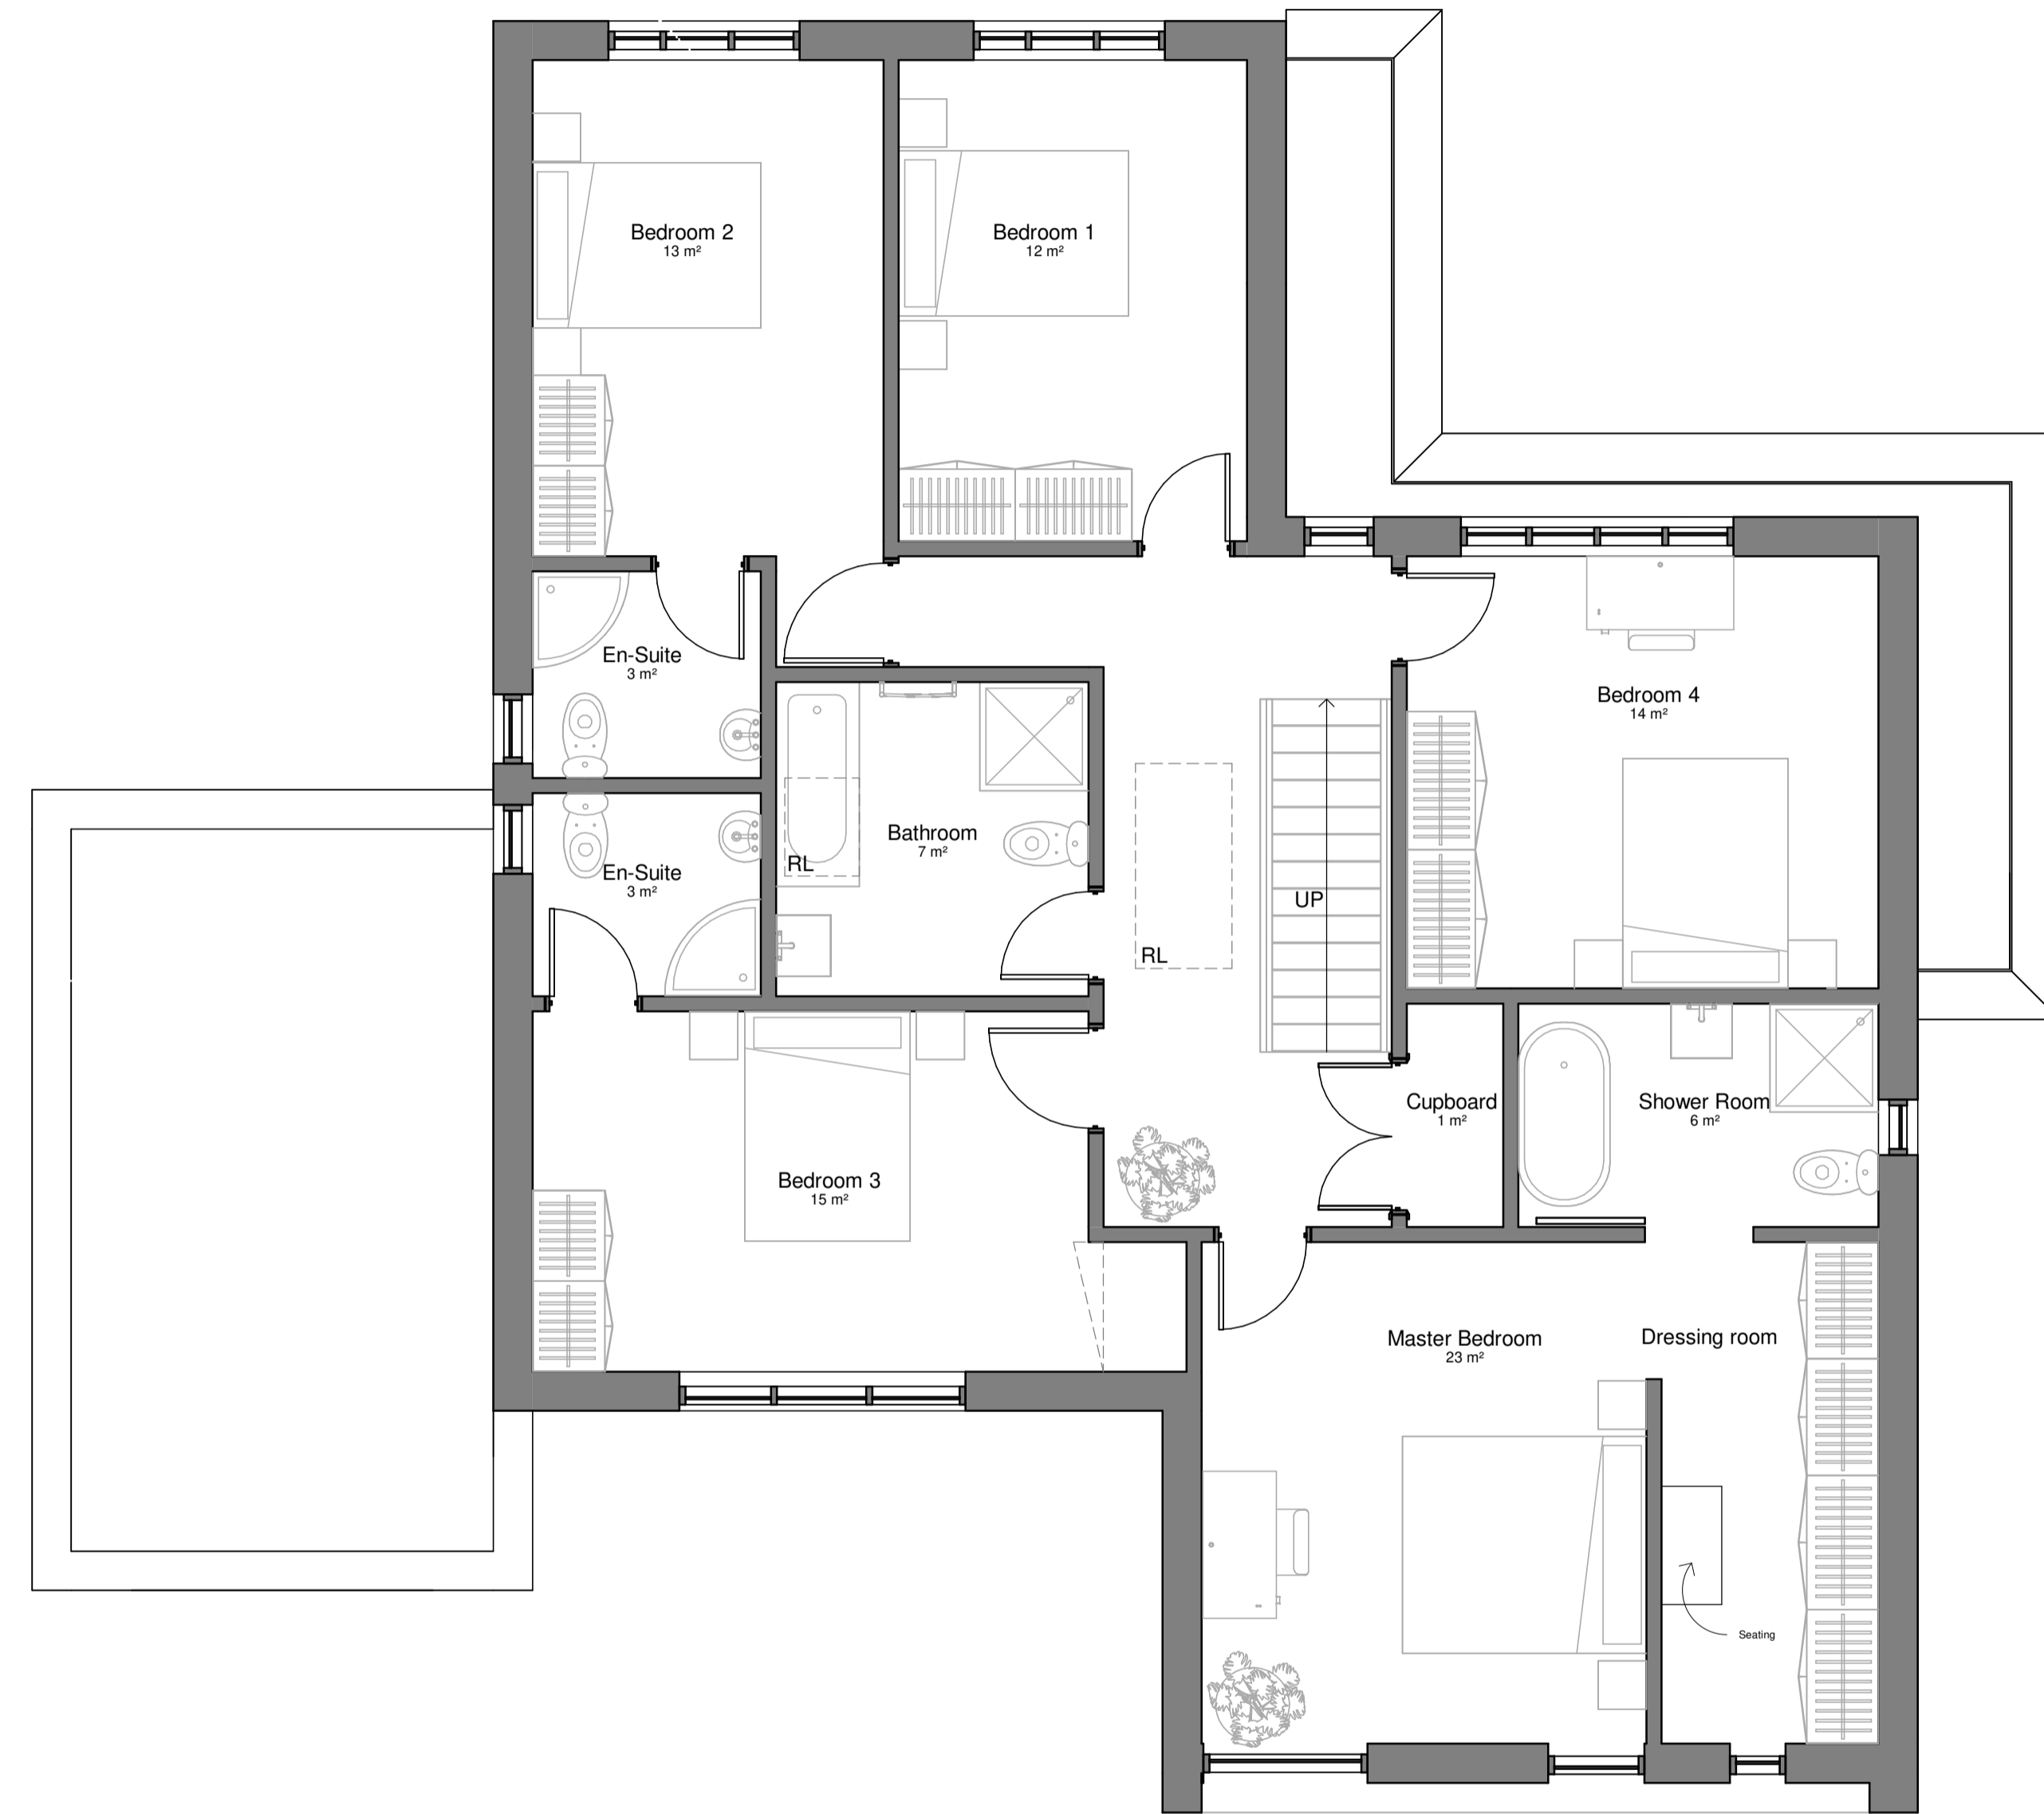 Bedroom 2
13 m²
Bedroom 1
12 m²
En-Suite
3 m²
Bedroom 4
14 m²
Bathroom
7 m²
RL
En-Suite
3 m²
UP
RL
Cupboard
1 m²
Shower Room
6 m²
Bedroom 3
15 m²
Master Bedroom
23 m²
Dressing room
Seating